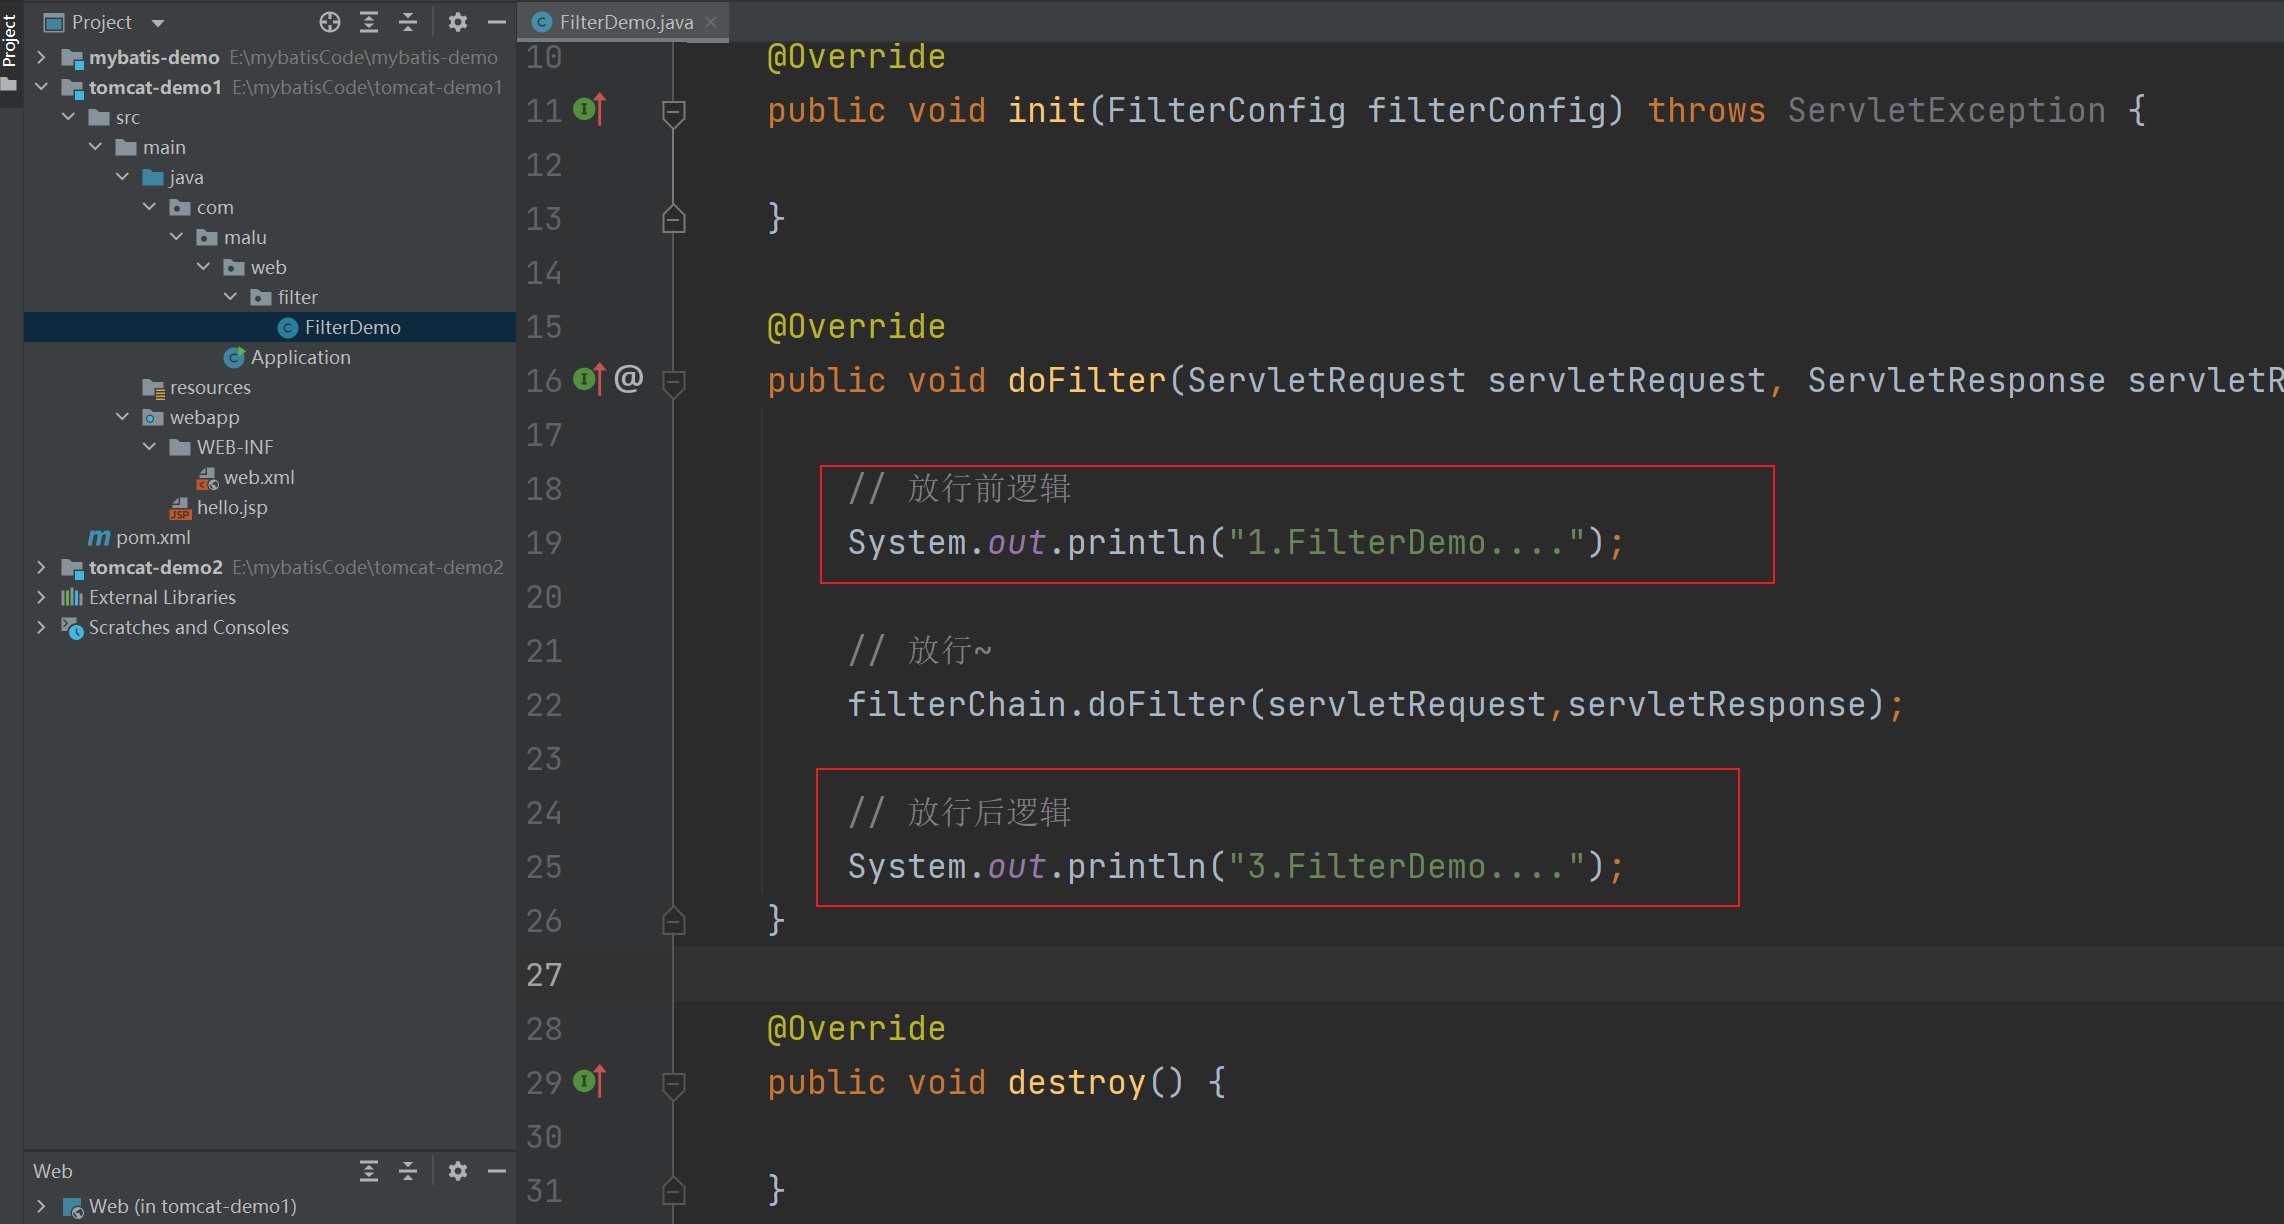 Project
Project
mybatis-demo E:\mybatisCode\mybatis-demo
tomcat-demo1 E:\mybatisCode\tomcat-demo1
src
main
java
com
malu
web
filter
FilterDemo
Application
resources
webapp
WEB-INF
web.xml
hello.jsp
pom.xml
tomcat-demo2 E:\mybatisCode\tomcat-demo2
External Libraries
Scratches and Consoles
Web
Web (in tomcat-demo1)
FilterDemo.java
10 @Override
11 public void init(FilterConfig filterConfig) throws ServletException {
12
13 }
14
15 @Override
16 @ public void doFilter(ServletRequest servletRequest, ServletResponse servletR
17
18 // 放行前逻辑
19 System.out.println("1.FilterDemo....");
20
21 // 放行~
22 filterChain.doFilter(servletRequest,servletResponse);
23
24 // 放行后逻辑
25 System.out.println("3.FilterDemo....");
26 }
27
28 @Override
29 public void destroy() {
30
31 }